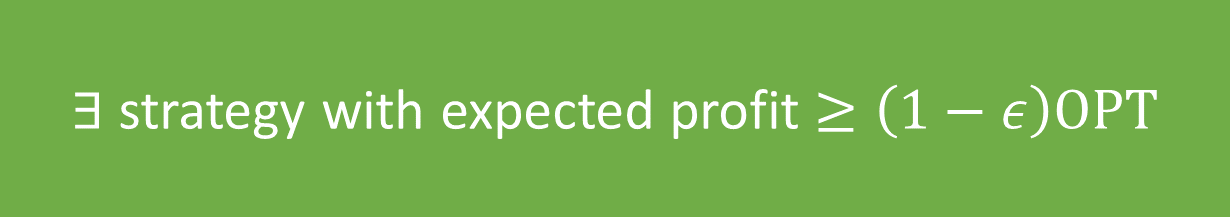 ∃ strategy with expected profit ≥ (1 − ϵ)OPT